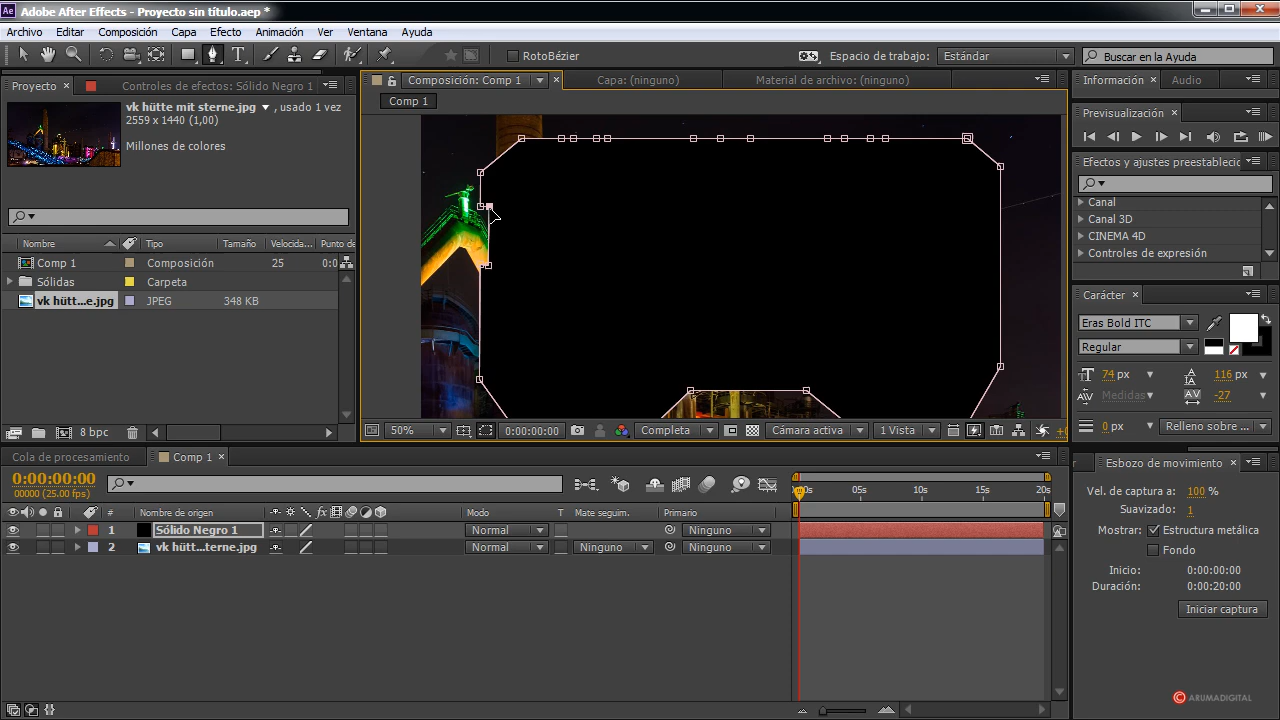 Ae Adobe After Effects - Proyecto sin título.aep *
Archivo Editar Composición Capa Efecto Animación Ver Ventana Ayuda
T RotoBézier Espacio de trabajo: Estándar Buscar en la Ayuda
Proyecto × Controles de efectos: Sólido Negro 1
Composición: Comp 1 × Capa: (ninguno) Material de archivo: (ninguno)
Información × Audio
Comp 1
vk hütte mit sterne.jpg , usado 1 vez
2559 x 1440 (1,00)
Millones de colores
Previsualización ×
Efectos y ajustes preestableci
Canal
Canal 3D
CINEMA 4D
Controles de expresión
Nombre Tipo Tamaño Velocida... Punto de
Comp 1 Composición 25 0:0
Sólidas Carpeta
vk hütt...e.jpg JPEG 348 KB
Carácter ×
Eras Bold ITC
Regular
74 px 116 px
Medidas -27
0 px Relleno sobre ...
8 bpc
50% 0:00:00:00 Completa Cámara activa 1 Vista
Cola de procesamiento Comp 1 ×
0:00:00:00
00000 (25.00 fps)
05s 10s 15s 20s
# Nombre de origen Modo T Mate seguim. Primario
1 Sólido Negro 1 Normal Ninguno
2 vk hütt...terne.jpg Normal Ninguno Ninguno
Esbozo de movimiento ×
Vel. de captura a: 100 %
Suavizado: 1
Mostrar: Estructura metálica
Fondo
Inicio: 0:00:00:00
Duración: 0:00:20:00
Iniciar captura
© ARUMADIGITAL